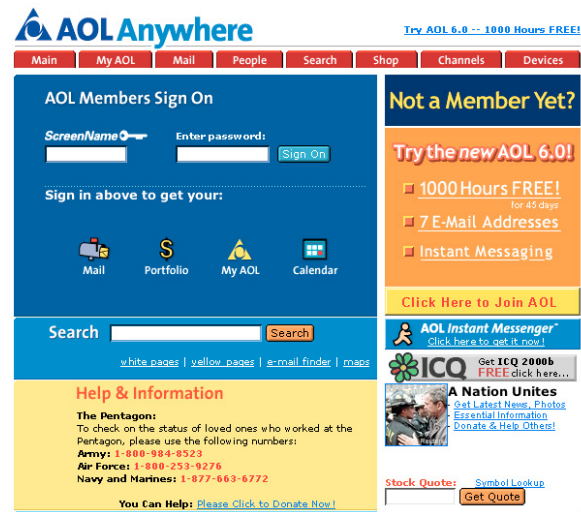 AOL Anywhere
Try AOL 6.0 -- 1000 Hours FREE!
Main
My AOL
Mail
People
Search
Shop
Channels
Devices
AOL Members Sign On
ScreenName
Enter password:
Sign On
Sign in above to get your:
Mail
Portfolio
My AOL
Calendar
Not a Member Yet?
Try the new AOL 6.0!
1000 Hours FREE!
for 45 days
7 E-Mail Addresses
Instant Messaging
Click Here to Join AOL
Search
Search
white pages | yellow pages | e-mail finder | maps
AOL Instant Messenger
Click here to get it now!
ICQ
Get ICQ 2000b
FREE click here...
Help & Information
The Pentagon:
To check on the status of loved ones who worked at the
Pentagon, please use the following numbers:
Army: 1-800-984-8523
Air Force: 1-800-253-9276
Navy and Marines: 1-877-663-6772
You Can Help: Please Click to Donate Now!
A Nation Unites
- Get Latest News, Photos
- Essential Information
- Donate & Help Others!
Reuters
Stock Quote:
Symbol Lookup
Get Quote